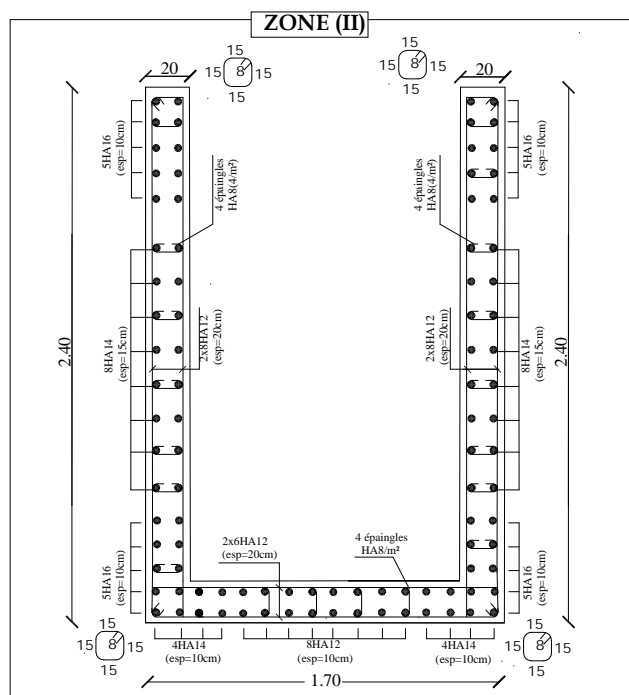 ZONE (II)
15
15 8 15
15
15
15 8 15
15
20
20
5HA16
(esp=10cm)
4 épaingles
HA8(4/m²)
4 épaingles
HA8(4/m²)
5HA16
(esp=10cm)
2.40
8HA14
(esp=15cm)
2x8HA12
(esp=20cm)
2x8HA12
(esp=20cm)
8HA14
(esp=15cm)
2.40
5HA16
(esp=10cm)
2x6HA12
(esp=20cm)
4 épaingles
HA8/m²
5HA16
(esp=10cm)
15
15 8 15
15
4HA14
(esp=10cm)
8HA12
(esp=10cm)
4HA14
(esp=10cm)
15
15 8 15
15
1.70